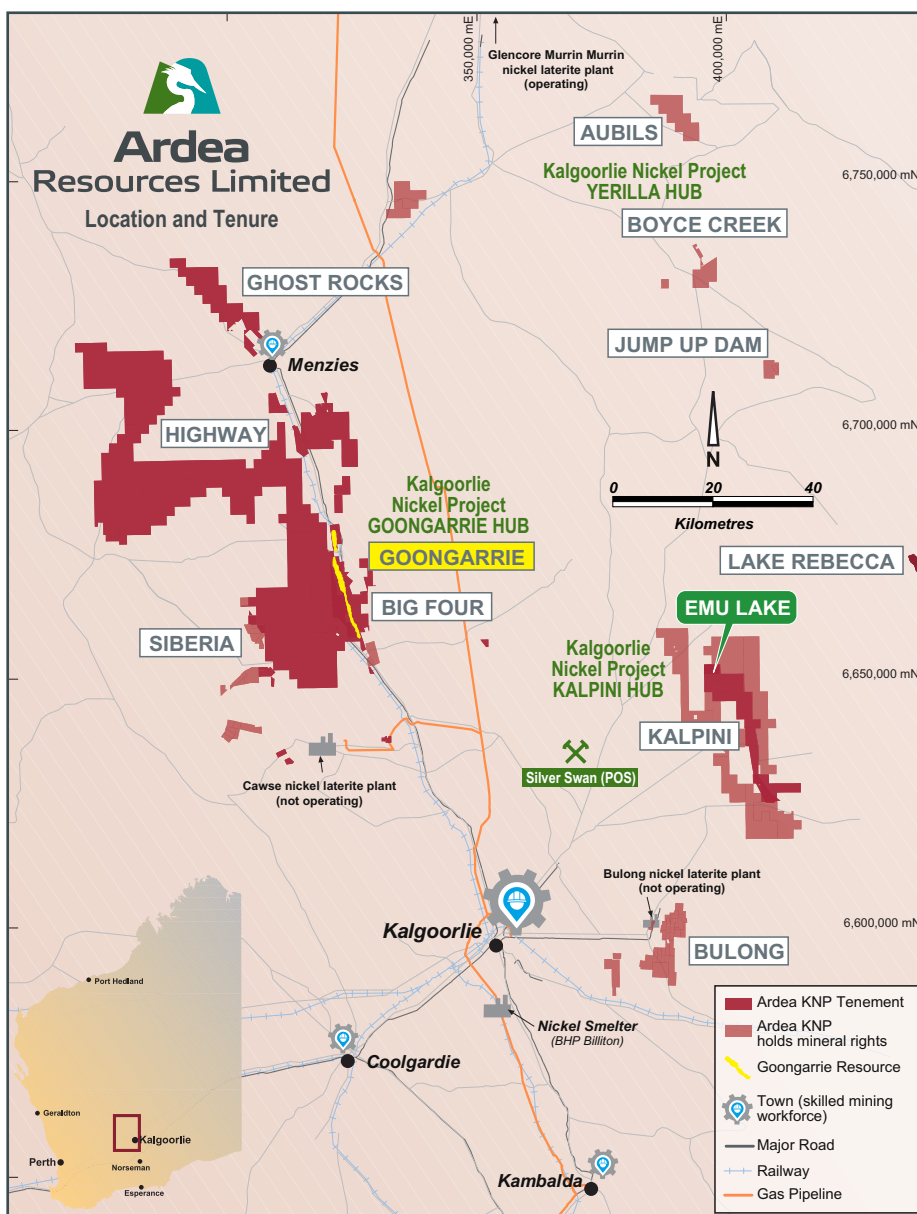 Glencore Murrin Murrin
nickel laterite plant
(operating)
350,000 mE
400,000 mE
Ardea
Resources Limited
Location and Tenure
AUBILS
Kalgoorlie Nickel Project
YERILLA HUB
6,750,000 mN
BOYCE CREEK
GHOST ROCKS
Menzies
JUMP UP DAM
HIGHWAY
6,700,000 mN
N
0 20 40
Kilometres
Kalgoorlie
Nickel Project
GOONGARRIE HUB
GOONGARRIE
LAKE REBECCA
BIG FOUR
EMU LAKE
SIBERIA
Kalgoorlie
Nickel Project
KALPINI HUB
6,650,000 mN
KALPINI
Silver Swan (POS)
Cawse nickel laterite plant
(not operating)
Bulong nickel laterite plant
(not operating)
Kalgoorlie
6,600,000 mN
BULONG
Nickel Smelter
(BHP Billiton)
Coolgardie
Kambalda
Port Hedland
Geraldton
Kalgoorlie
Perth
Norseman
Esperance
Ardea KNP Tenement
Ardea KNP
holds mineral rights
Goongarrie Resource
Town (skilled mining
workforce)
Major Road
Railway
Gas Pipeline